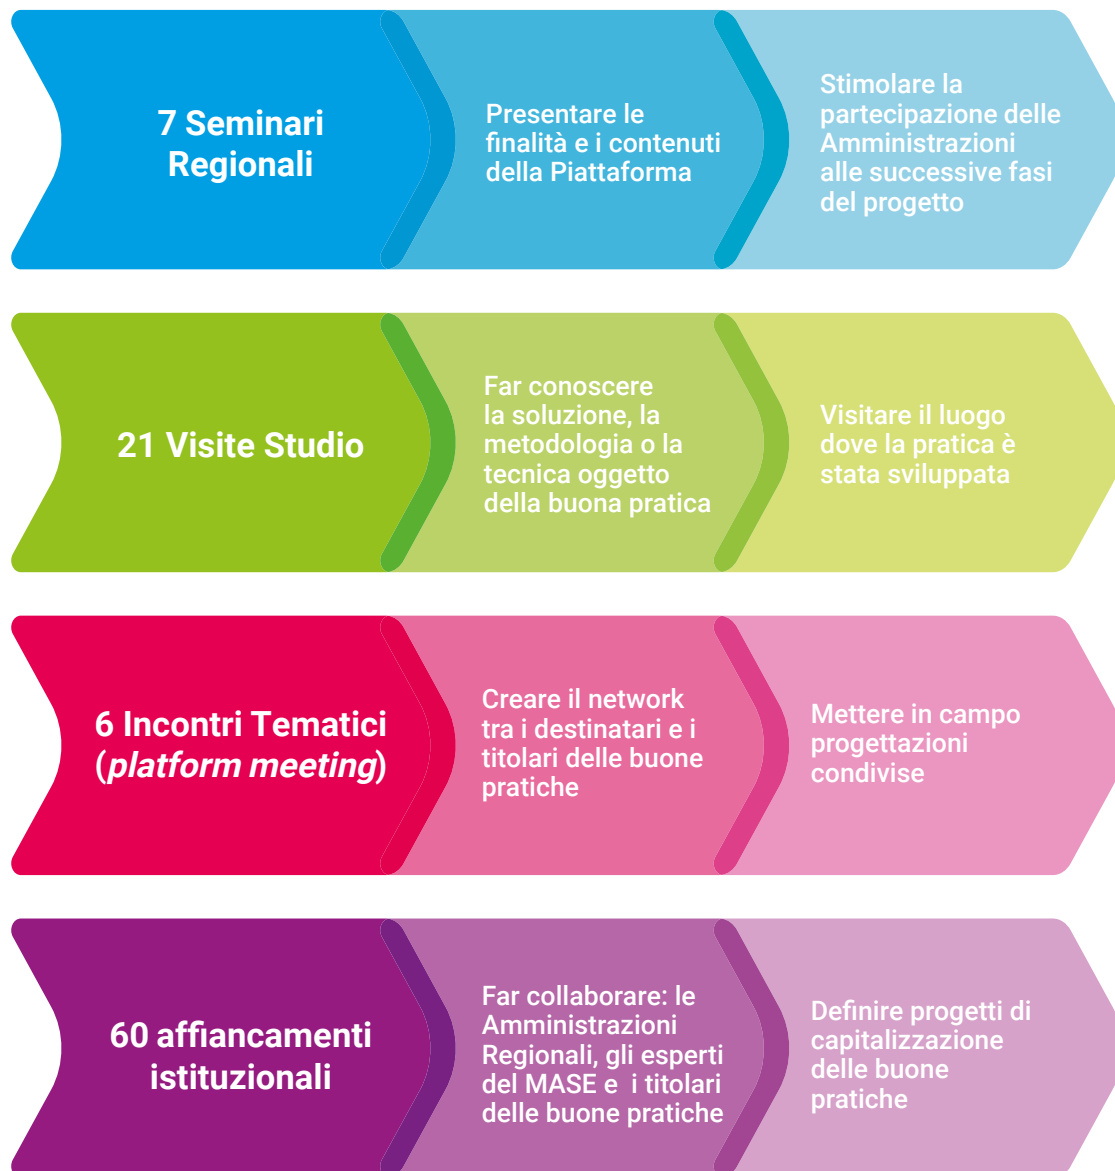 7 Seminari
Regionali
Presentare le
finalità e i contenuti
della Piattaforma
Stimolare la
partecipazione delle
Amministrazioni
alle successive fasi
del progetto
21 Visite Studio
Far conoscere
la soluzione, la
metodologia o la
tecnica oggetto
della buona pratica
Visitare il luogo
dove la pratica è
stata sviluppata
6 Incontri Tematici
(platform meeting)
Creare il network
tra i destinatari e i
titolari delle buone
pratiche
Mettere in campo
progettazioni
condivise
60 affiancamenti
istituzionali
Far collaborare: le
Amministrazioni
Regionali, gli esperti
del MASE e  i titolari
delle buone pratiche
Definire progetti di
capitalizzazione
delle buone
pratiche